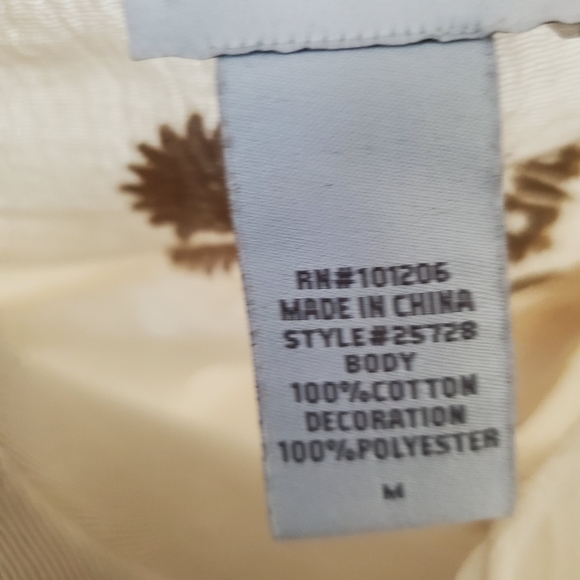 RN#101206
MADE IN CHINA
STYLE#25728
BODY
100%COTTON
DECORATION
100%POLYESTER
M